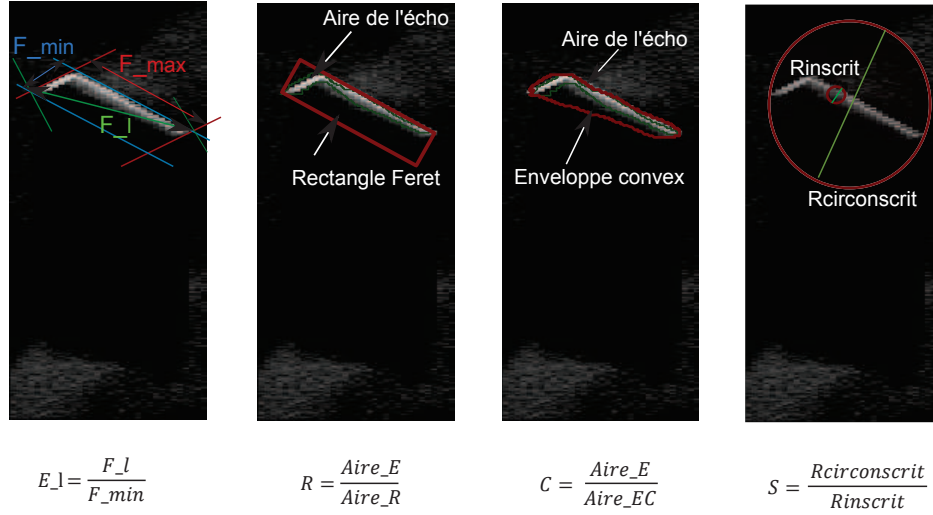 F_min
F_max
F_l
Aire de l'écho
Rectangle Feret
Aire de l'écho
Enveloppe convex
Rinscrit
Rcirconscrit
E_l = F_l / F_min
R = Aire_E / Aire_R
C = Aire_E / Aire_EC
S = Rcirconscrit / Rinscrit